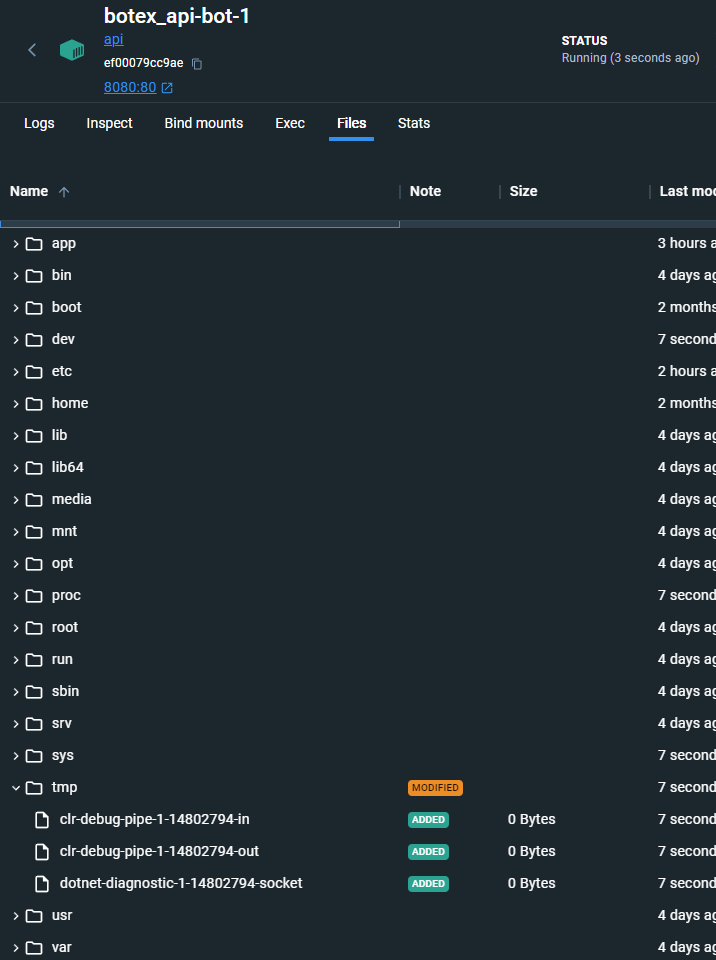 botex_api-bot-1
api
ef00079cc9ae
8080:80
STATUS
Running (3 seconds ago)
Logs Inspect Bind mounts Exec Files Stats
Name Note Size Last mod
app 3 hours a
bin 4 days ag
boot 2 months
dev 7 second
etc 2 hours a
home 2 months
lib 4 days ag
lib64 4 days ag
media 4 days ag
mnt 4 days ag
opt 4 days ag
proc 7 second
root 4 days ag
run 4 days ag
sbin 4 days ag
srv 4 days ag
sys 7 second
tmp MODIFIED 7 second
clr-debug-pipe-1-14802794-in ADDED 0 Bytes 7 second
clr-debug-pipe-1-14802794-out ADDED 0 Bytes 7 second
dotnet-diagnostic-1-14802794-socket ADDED 0 Bytes 7 second
usr 4 days ag
var 4 days ag